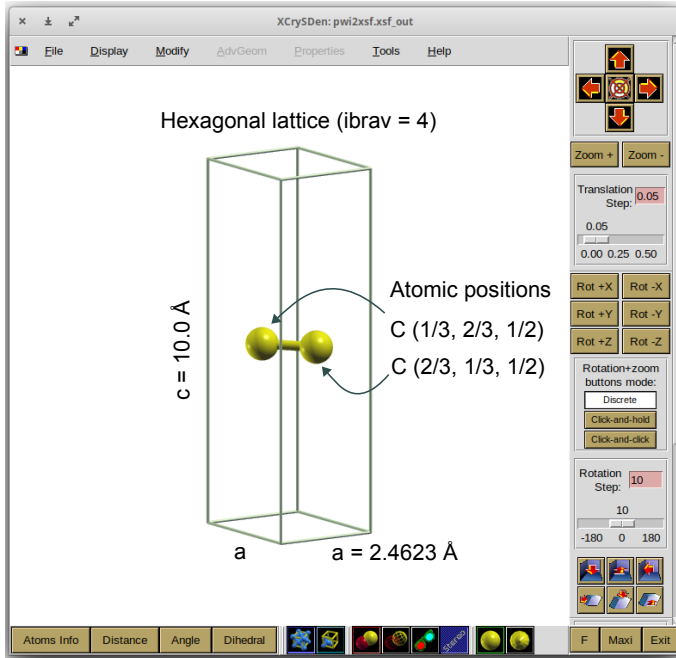 XCrySDen: pwi2xsf.xsf_out
File Display Modify AdvGeom Properties Tools Help
Hexagonal lattice (ibrav = 4)
c = 10.0 Å
Atomic positions
C (1/3, 2/3, 1/2)
C (2/3, 1/3, 1/2)
a
a = 2.4623 Å
Zoom + Zoom -
Translation
Step: 0.05
0.05
0.00 0.25 0.50
Rot +X Rot -X
Rot +Y Rot -Y
Rot +Z Rot -Z
Rotation+zoom
buttons mode:
Discrete
Click-and-hold
Click-and-click
Rotation
Step: 10
10
-180 0 180
Atoms Info Distance Angle Dihedral Stereo F Maxi Exit